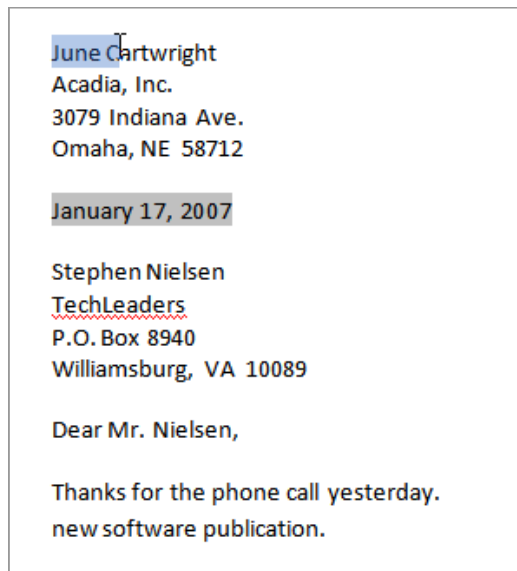 June Cartwright
Acadia, Inc.
3079 Indiana Ave.
Omaha, NE 58712
January 17, 2007
Stephen Nielsen
TechLeaders
P.O. Box 8940
Williamsburg, VA 10089
Dear Mr. Nielsen,
Thanks for the phone call yesterday.
new software publication.